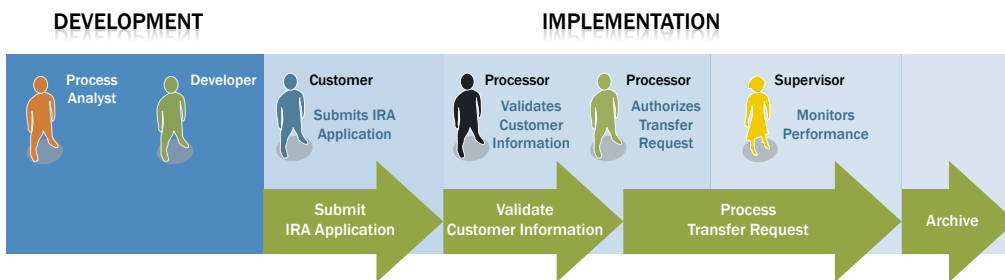 DEVELOPMENT
IMPLEMENTATION
Process
Analyst
Developer
Customer
Submits IRA
Application
Processor
Validates
Customer
Information
Processor
Authorizes
Transfer
Request
Supervisor
Monitors
Performance
Submit
IRA Application
Validate
Customer Information
Process
Transfer Request
Archive